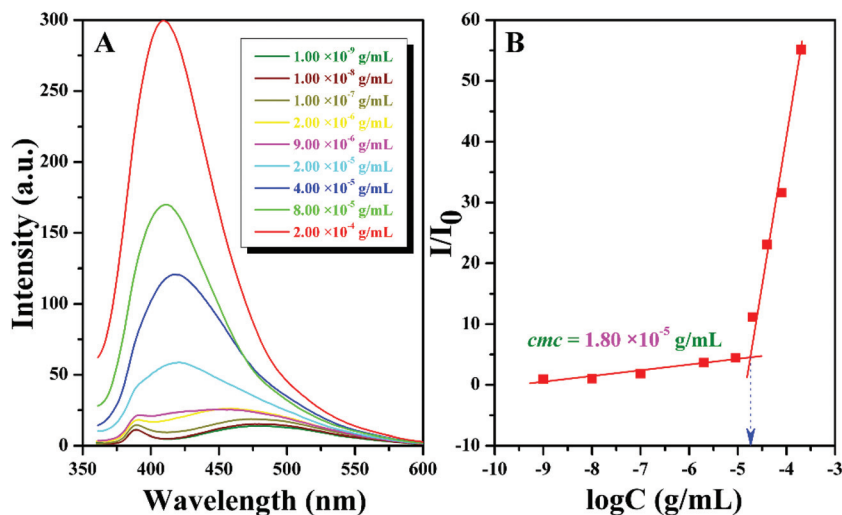 A
300
250
200
150
100
50
0
Intensity (a.u.)
350 400 450 500 550 600
Wavelength (nm)
1.00 ×10⁻⁹ g/mL
1.00 ×10⁻⁸ g/mL
1.00 ×10⁻⁷ g/mL
2.00 ×10⁻⁶ g/mL
9.00 ×10⁻⁶ g/mL
2.00 ×10⁻⁵ g/mL
4.00 ×10⁻⁵ g/mL
8.00 ×10⁻⁵ g/mL
2.00 ×10⁻⁴ g/mL
B
60
50
40
30
20
10
0
-10
I/I₀
cmc = 1.80 ×10⁻⁵ g/mL
-10 -9 -8 -7 -6 -5 -4 -3
logC (g/mL)